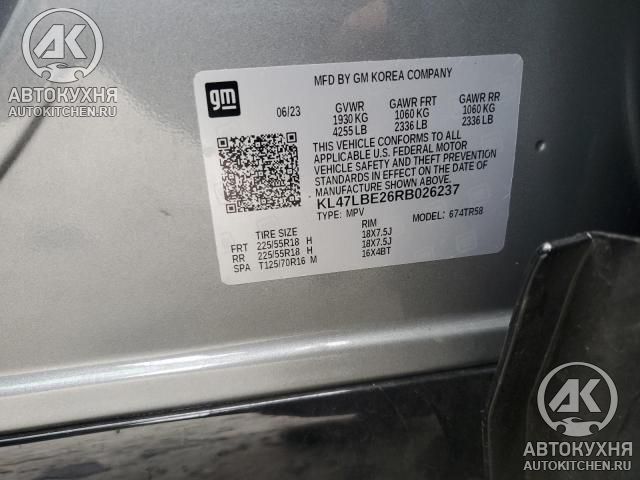 AK
АВТОКУХНЯ
AUTOKITCHEN.RU
gm
MFD BY GM KOREA COMPANY
06/23 GVWR GAWR FRT GAWR RR
1930 KG 1060 KG 1060 KG
4255 LB 2336 LB 2336 LB
THIS VEHICLE CONFORMS TO ALL
APPLICABLE U.S. FEDERAL MOTOR
VEHICLE SAFETY AND THEFT PREVENTION
STANDARDS IN EFFECT ON THE DATE OF
MANUFACTURE SHOWN ABOVE.
KL47LBE26RB026237
TYPE: MPV MODEL: 674TR58
TIRE SIZE RIM
FRT 225/55R18 H 18X7.5J
RR 225/55R18 H 18X7.5J
SPA T125/70R16 M 16X4BT
AK
АВТОКУХНЯ
AUTOKITCHEN.RU